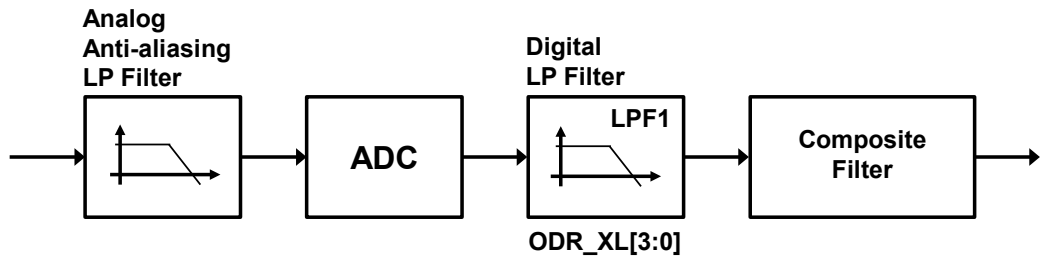 Analog
Anti-aliasing
LP Filter
ADC
Digital
LP Filter
LPF1
ODR_XL[3:0]
Composite
Filter